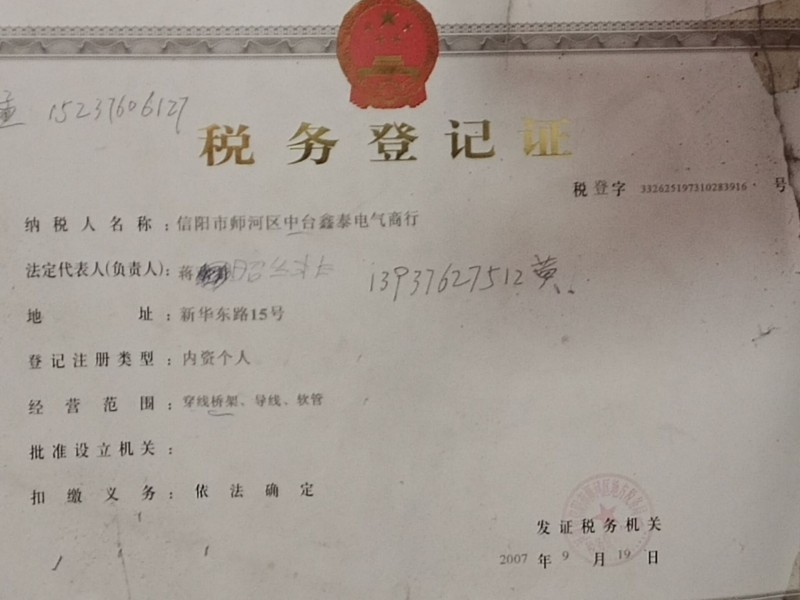 15237606127
税务登记证
税登字 332625197310283916 号
纳税人名称：信阳市师河区中台鑫泰电气商行
法定代表人(负责人)：蒋
13937627512 黄
地址：新华东路15号
登记注册类型：内资个人
经营范围：穿线桥架、导线、软管
批准设立机关：
扣缴义务：依法确定
发证税务机关
2007 年 9 月 19 日